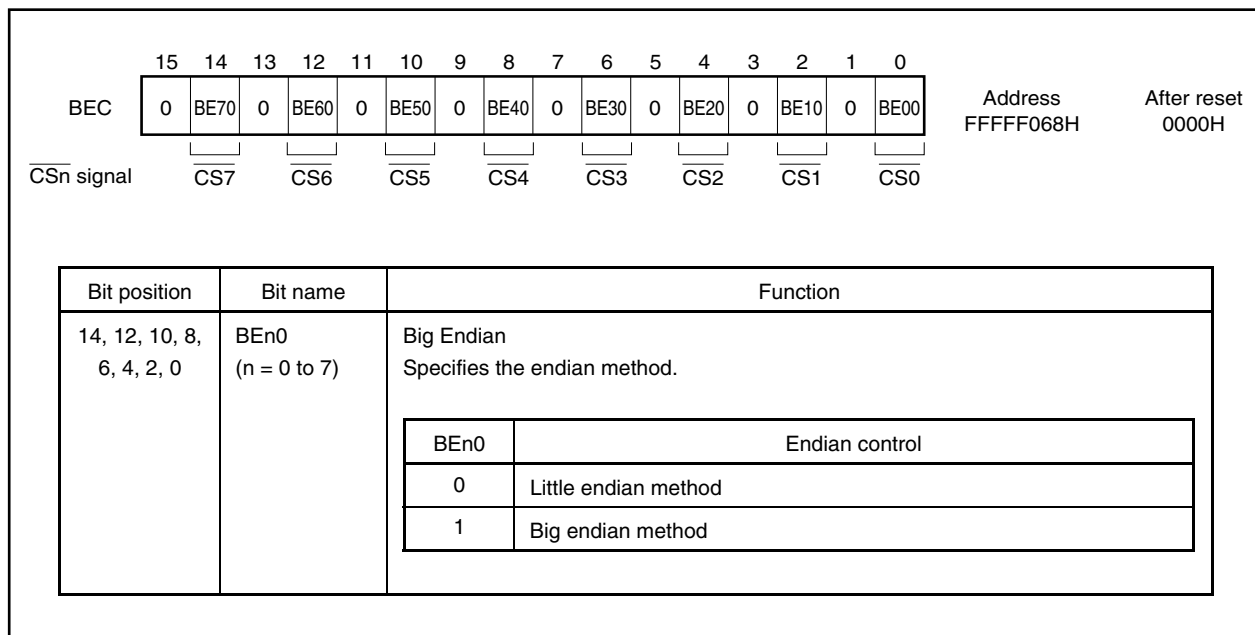 15 14 13 12 11 10 9 8 7 6 5 4 3 2 1 0
BEC 0 BE70 0 BE60 0 BE50 0 BE40 0 BE30 0 BE20 0 BE10 0 BE00
Address
FFFFF068H
After reset
0000H
CSn signal CS7 CS6 CS5 CS4 CS3 CS2 CS1 CS0
Bit position Bit name Function
14, 12, 10, 8,
6, 4, 2, 0
BEn0
(n = 0 to 7)
Big Endian
Specifies the endian method.
BEn0 Endian control
0 Little endian method
1 Big endian method